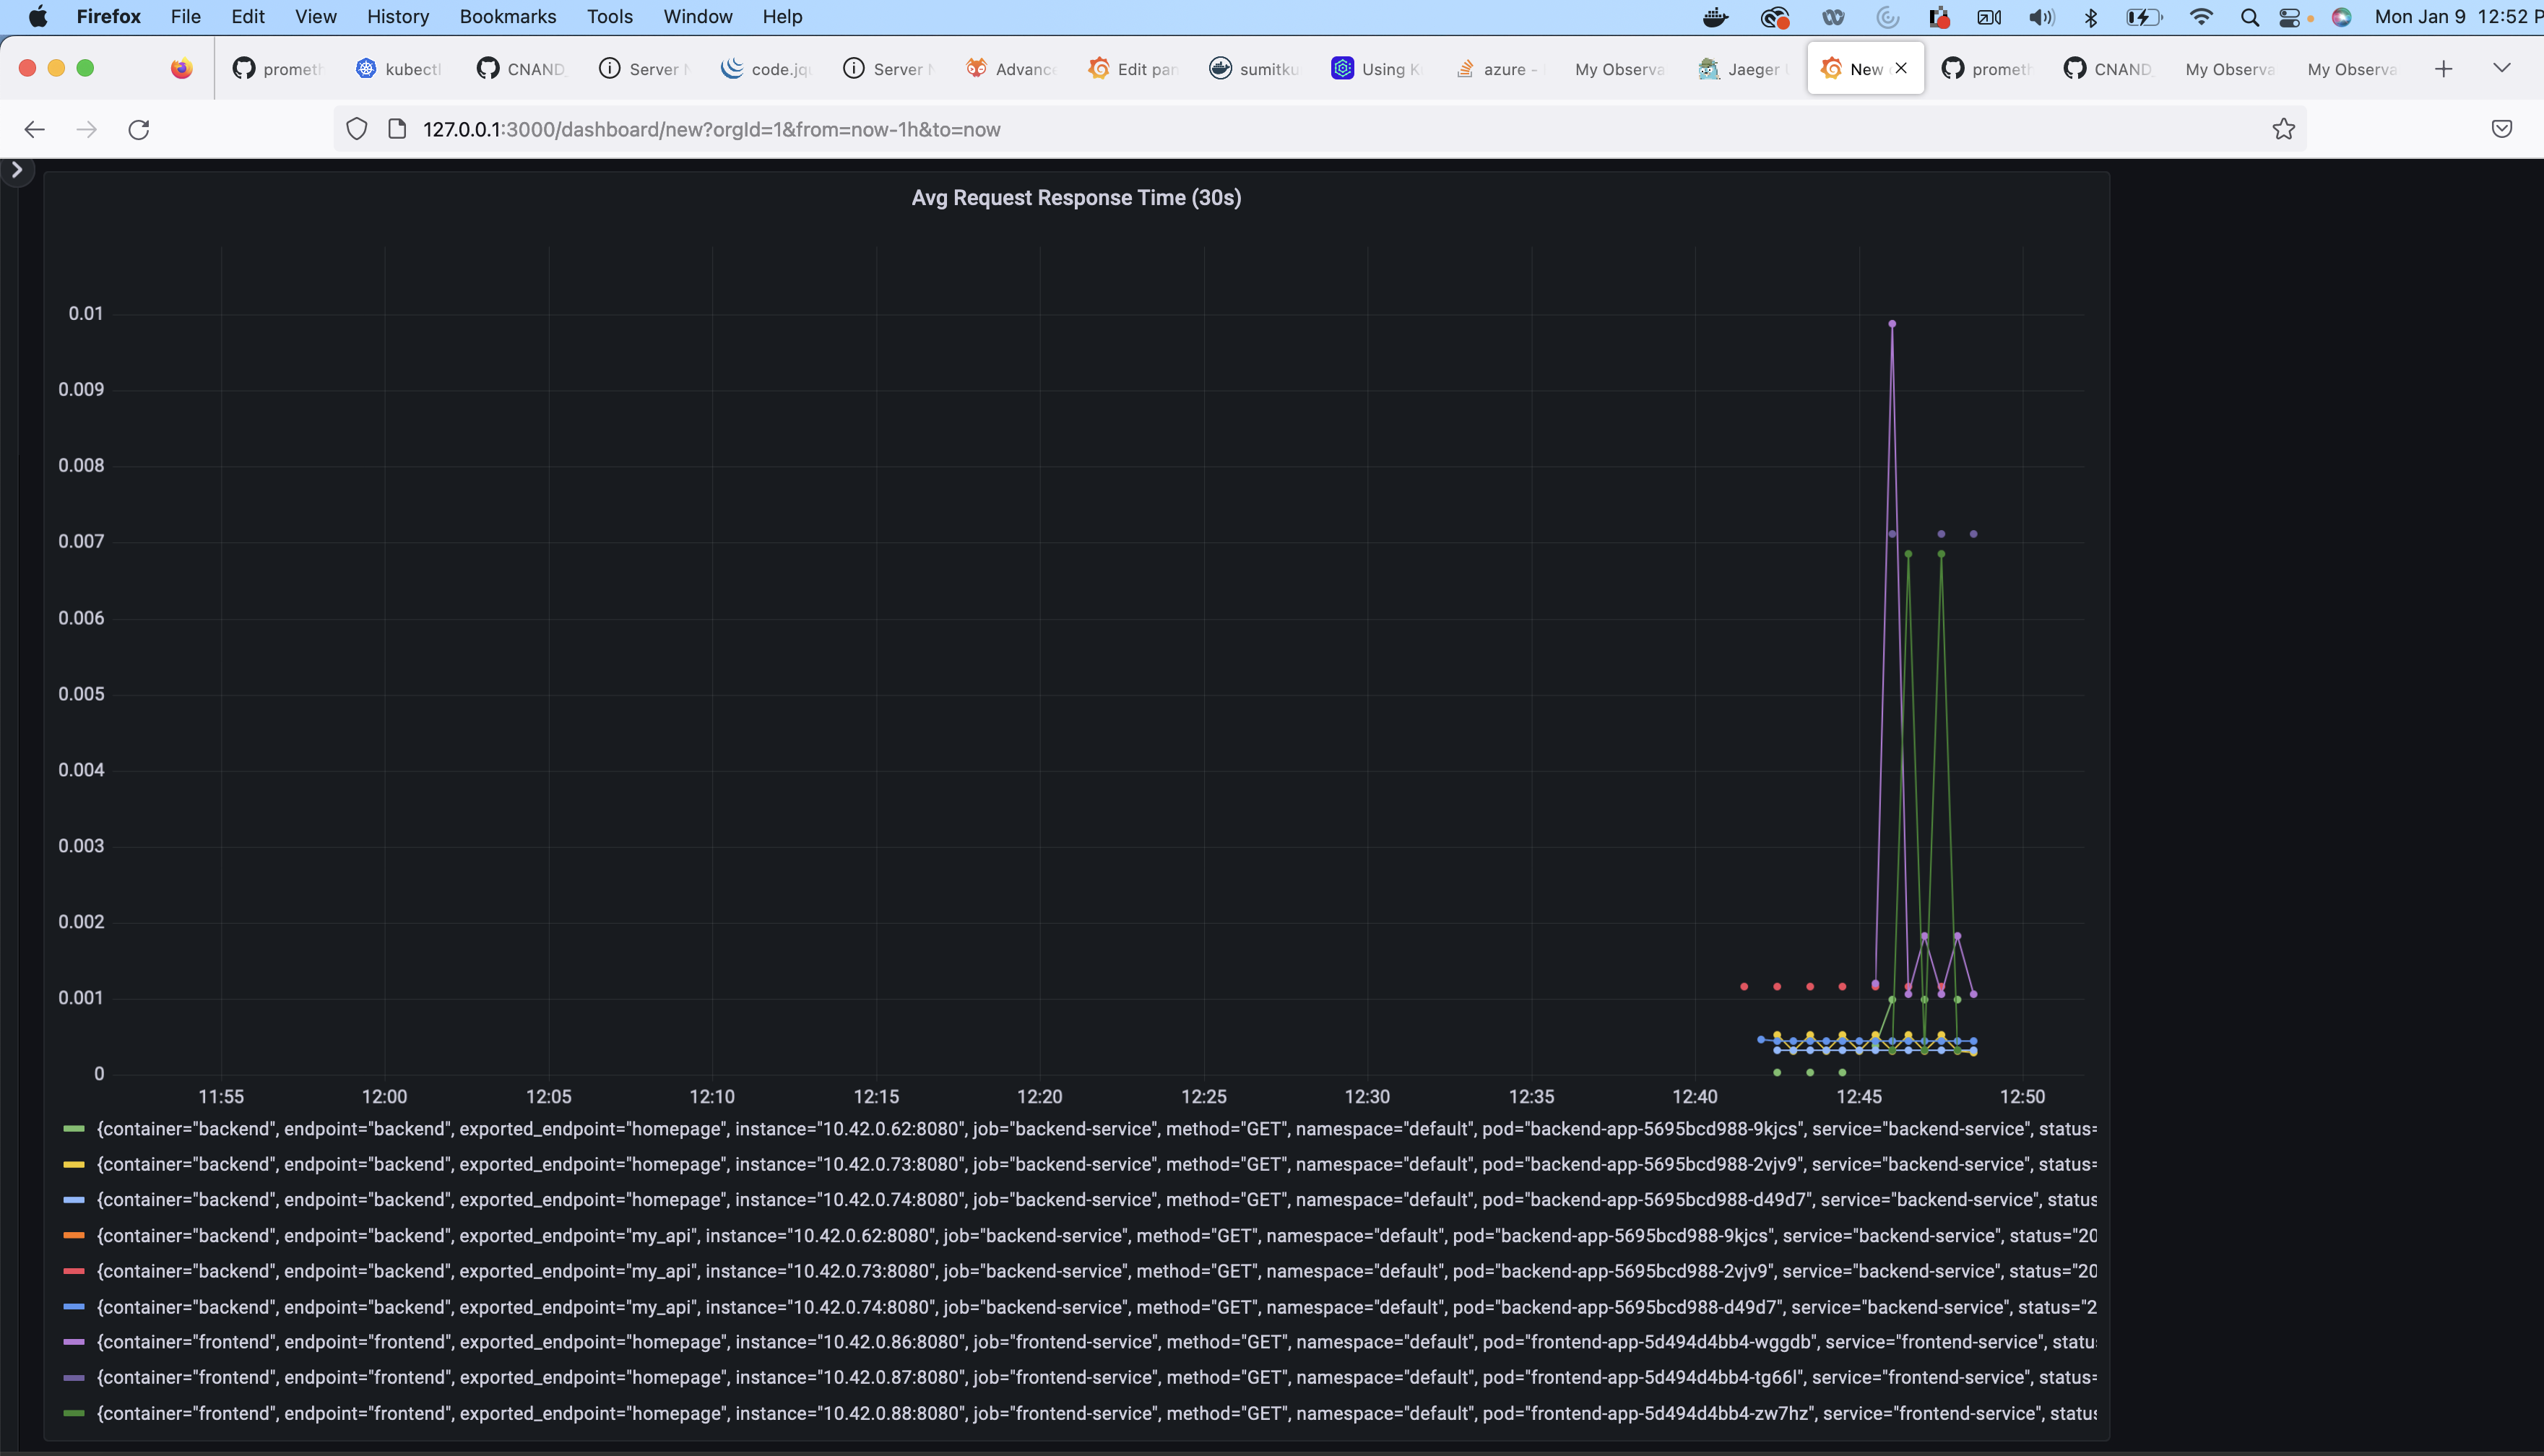 Firefox File Edit View History Bookmarks Tools Window Help Mon Jan 9 12:52 P
prometh kubectl CNAND Server code.jqu Server Advance Edit pan sumitku Using azure - My Observa Jaeger New prometh CNAND My Observa My Observa
127.0.0.1:3000/dashboard/new?orgId=1&from=now-1h&to=now
Avg Request Response Time (30s)
0.01
0.009
0.008
0.007
0.006
0.005
0.004
0.003
0.002
0.001
0
11:55 12:00 12:05 12:10 12:15 12:20 12:25 12:30 12:35 12:40 12:45 12:50
{container="backend", endpoint="backend", exported_endpoint="homepage", instance="10.42.0.62:8080", job="backend-service", method="GET", namespace="default", pod="backend-app-5695bcd988-9kjcs", service="backend-service", status=
{container="backend", endpoint="backend", exported_endpoint="homepage", instance="10.42.0.73:8080", job="backend-service", method="GET", namespace="default", pod="backend-app-5695bcd988-2vjv9", service="backend-service", status=
{container="backend", endpoint="backend", exported_endpoint="homepage", instance="10.42.0.74:8080", job="backend-service", method="GET", namespace="default", pod="backend-app-5695bcd988-d49d7", service="backend-service", status
{container="backend", endpoint="backend", exported_endpoint="my_api", instance="10.42.0.62:8080", job="backend-service", method="GET", namespace="default", pod="backend-app-5695bcd988-9kjcs", service="backend-service", status="20
{container="backend", endpoint="backend", exported_endpoint="my_api", instance="10.42.0.73:8080", job="backend-service", method="GET", namespace="default", pod="backend-app-5695bcd988-2vjv9", service="backend-service", status="20
{container="backend", endpoint="backend", exported_endpoint="my_api", instance="10.42.0.74:8080", job="backend-service", method="GET", namespace="default", pod="backend-app-5695bcd988-d49d7", service="backend-service", status="2
{container="frontend", endpoint="frontend", exported_endpoint="homepage", instance="10.42.0.86:8080", job="frontend-service", method="GET", namespace="default", pod="frontend-app-5d494d4bb4-wggdb", service="frontend-service", statu
{container="frontend", endpoint="frontend", exported_endpoint="homepage", instance="10.42.0.87:8080", job="frontend-service", method="GET", namespace="default", pod="frontend-app-5d494d4bb4-tg66l", service="frontend-service", status=
{container="frontend", endpoint="frontend", exported_endpoint="homepage", instance="10.42.0.88:8080", job="frontend-service", method="GET", namespace="default", pod="frontend-app-5d494d4bb4-zw7hz", service="frontend-service", statu